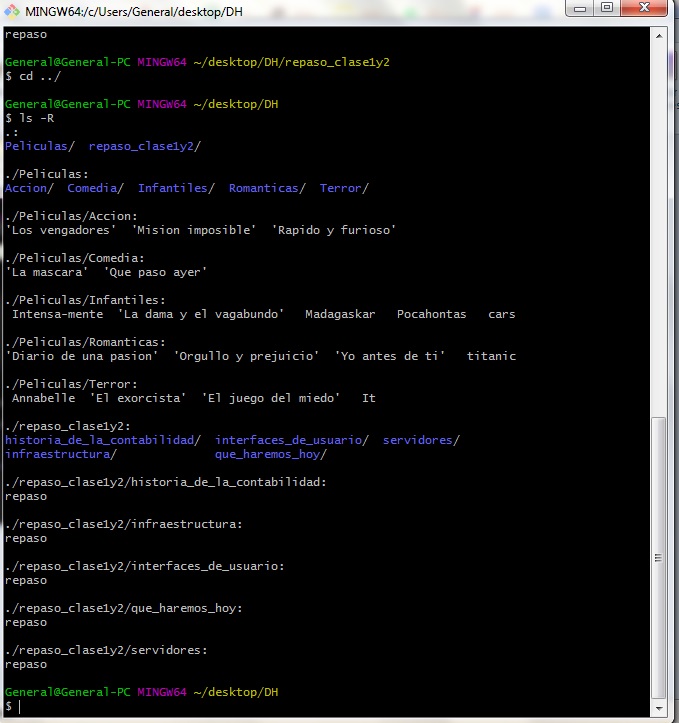 MINGW64:/c/Users/General/desktop/DH
repaso
General@General-PC MINGW64 ~/desktop/DH/repaso_clase1y2
$ cd ../
General@General-PC MINGW64 ~/desktop/DH
$ ls -R
.:
Peliculas/  repaso_clase1y2/
./Peliculas:
Accion/  Comedia/  Infantiles/  Romanticas/  Terror/
./Peliculas/Accion:
'Los vengadores'  'Mision imposible'  'Rapido y furioso'
./Peliculas/Comedia:
'La mascara'  'Que paso ayer'
./Peliculas/Infantiles:
 Intensa-mente  'La dama y el vagabundo'   Madagaskar   Pocahontas   cars
./Peliculas/Romanticas:
'Diario de una pasion'  'Orgullo y prejuicio'  'Yo antes de ti'   titanic
./Peliculas/Terror:
 Annabelle  'El exorcista'  'El juego del miedo'   It
./repaso_clase1y2:
historia_de_la_contabilidad/  interfaces_de_usuario/  servidores/
infraestructura/              que_haremos_hoy/
./repaso_clase1y2/historia_de_la_contabilidad:
repaso
./repaso_clase1y2/infraestructura:
repaso
./repaso_clase1y2/interfaces_de_usuario:
repaso
./repaso_clase1y2/que_haremos_hoy:
repaso
./repaso_clase1y2/servidores:
repaso
General@General-PC MINGW64 ~/desktop/DH
$